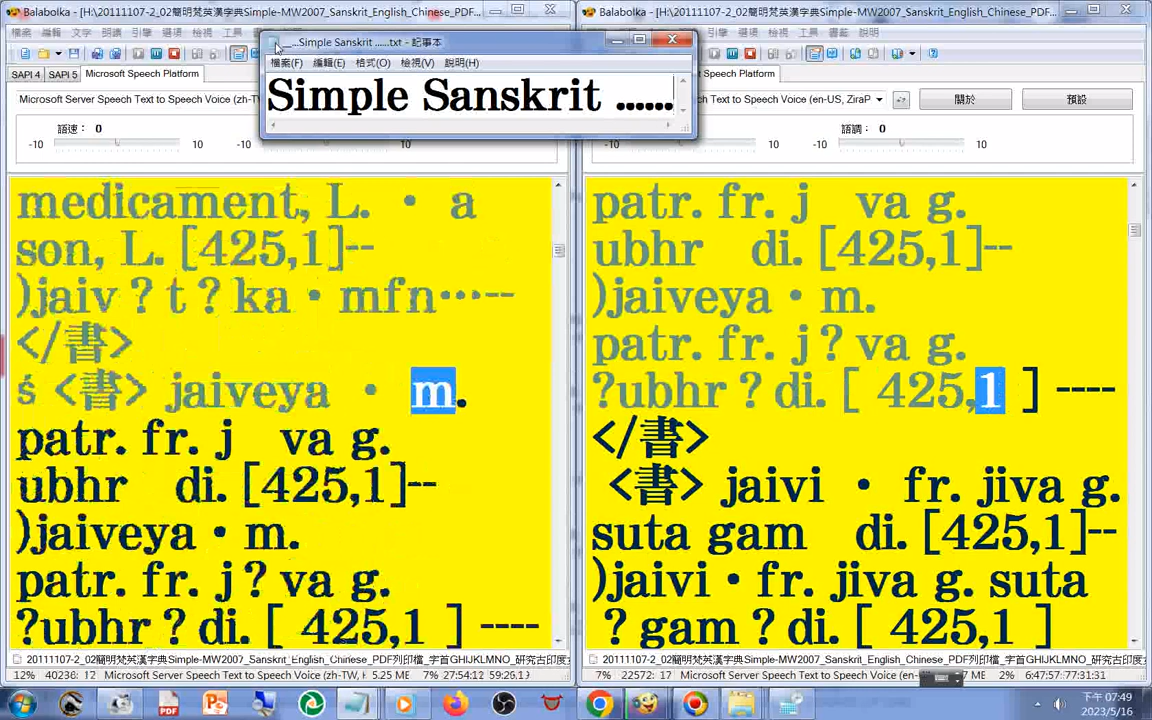 Balabolka - [H:\20111107-2_02簡明梵英漢字典Simple-MW2007_Sanskrit_English_Chinese_PDF...
Balabolka - [H:\20111107-2_02簡明梵英漢字典Simple-MW2007_Sanskrit_English_Chinese_PDF...
檔案 編輯 文字 朗讀
檢視 書籤 工具
__...Simple Sanskrit ......txt - 記事本
檔案(F) 編輯(E) 格式(O) 檢視(V) 說明(H)
Simple Sanskrit ......
SAPI 4 SAPI 5 Microsoft Speech Platform
t Speech Platform
Microsoft Server Speech Text to Speech Voice (zh-TW
Speech Text to Speech Voice (en-US, ZiraP
關於 預設
語速： 0
語調： 0
-10 10 -10 10
-10 10 -10 10
medicament, L. • a
son, L. [425,1]--
)jaiv ? t ? ka • mfn…--
</書>
ś <書> jaiveya • m.
patr. fr. j va g.
ubhr di. [425,1]--
)jaiveya • m.
patr. fr. j ? va g.
?ubhr ? di. [ 425,1 ] ----
patr. fr. j va g.
ubhr di. [425,1]--
)jaiveya • m.
patr. fr. j ? va g.
?ubhr ? di. [ 425,1 ] ----
</書>
<書> jaivi • fr. jiva g.
suta gam di. [425,1]--
)jaivi • fr. jiva g. suta
? gam ? di. [ 425,1 ]
20111107-2_02簡明梵英漢字典Simple-MW2007_Sanskrit_English_Chinese_PDF列印檔_字首GHIJKLMNO_研究古印度
20111107-2_02簡明梵英漢字典Simple-MW2007_Sanskrit_English_Chinese_PDF列印檔_字首GHIJKLMNO_研究古印度
12% 40236: 12 Microsoft Server Speech Text to Speech Voice (zh-TW, 5.25 ME 27:54:12 59:26,19
7% 22572: 17 Microsoft Server Speech Text to Speech Voice 2% 6:47:57=77:31:31
下午 07:49
2023/5/16